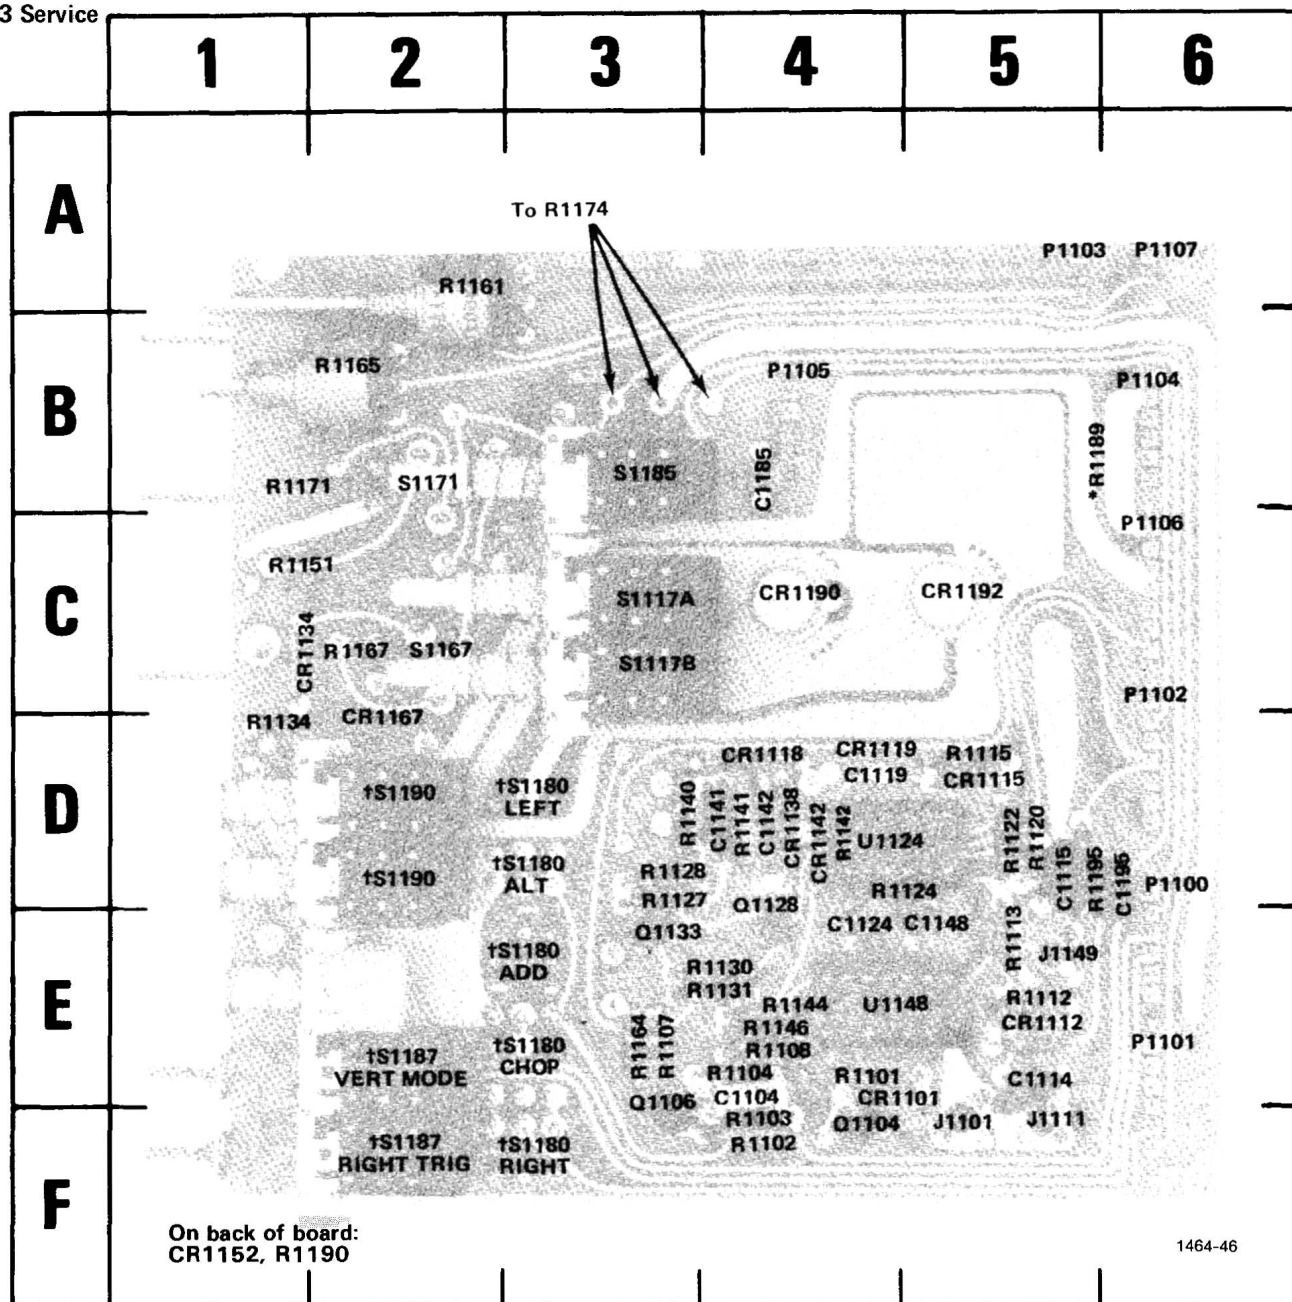 3 Service
1 2 3 4 5 6
A
To R1174
P1103 P1107
R1161
B
R1165
P1105
P1104
S1185
C1185
*R1189
R1171
S1171
P1106
C
R1151
CR1190
CR1192
S1117A
CR1134
R1167 S1167
S1117B
P1102
R1134
CR1167
D
CR1118
CR1119
R1115
C1119
CR1115
†S1190
†S1180
LEFT
R1140
C1141
R1141
C1142
CR1138
CR1142
R1142
U1124
R1122
R1120
†S1190
†S1180
ALT
R1128
C1115
R1195
C1195
P1100
R1124
R1127
Q1128
E
C1124 C1148
R1113
Q1133
†S1180
ADD
J1149
R1130
R1131
R1144
U1148
R1112
CR1112
R1146
R1108
R1164
R1107
P1101
†S1187
VERT MODE
†S1180
CHOP
R1104
R1101
C1114
C1104
CR1101
Q1106
R1103
Q1104
J1101
J1111
R1102
F
†S1187
RIGHT TRIG
†S1180
RIGHT
On back of board:
CR1152, R1190
1464-46